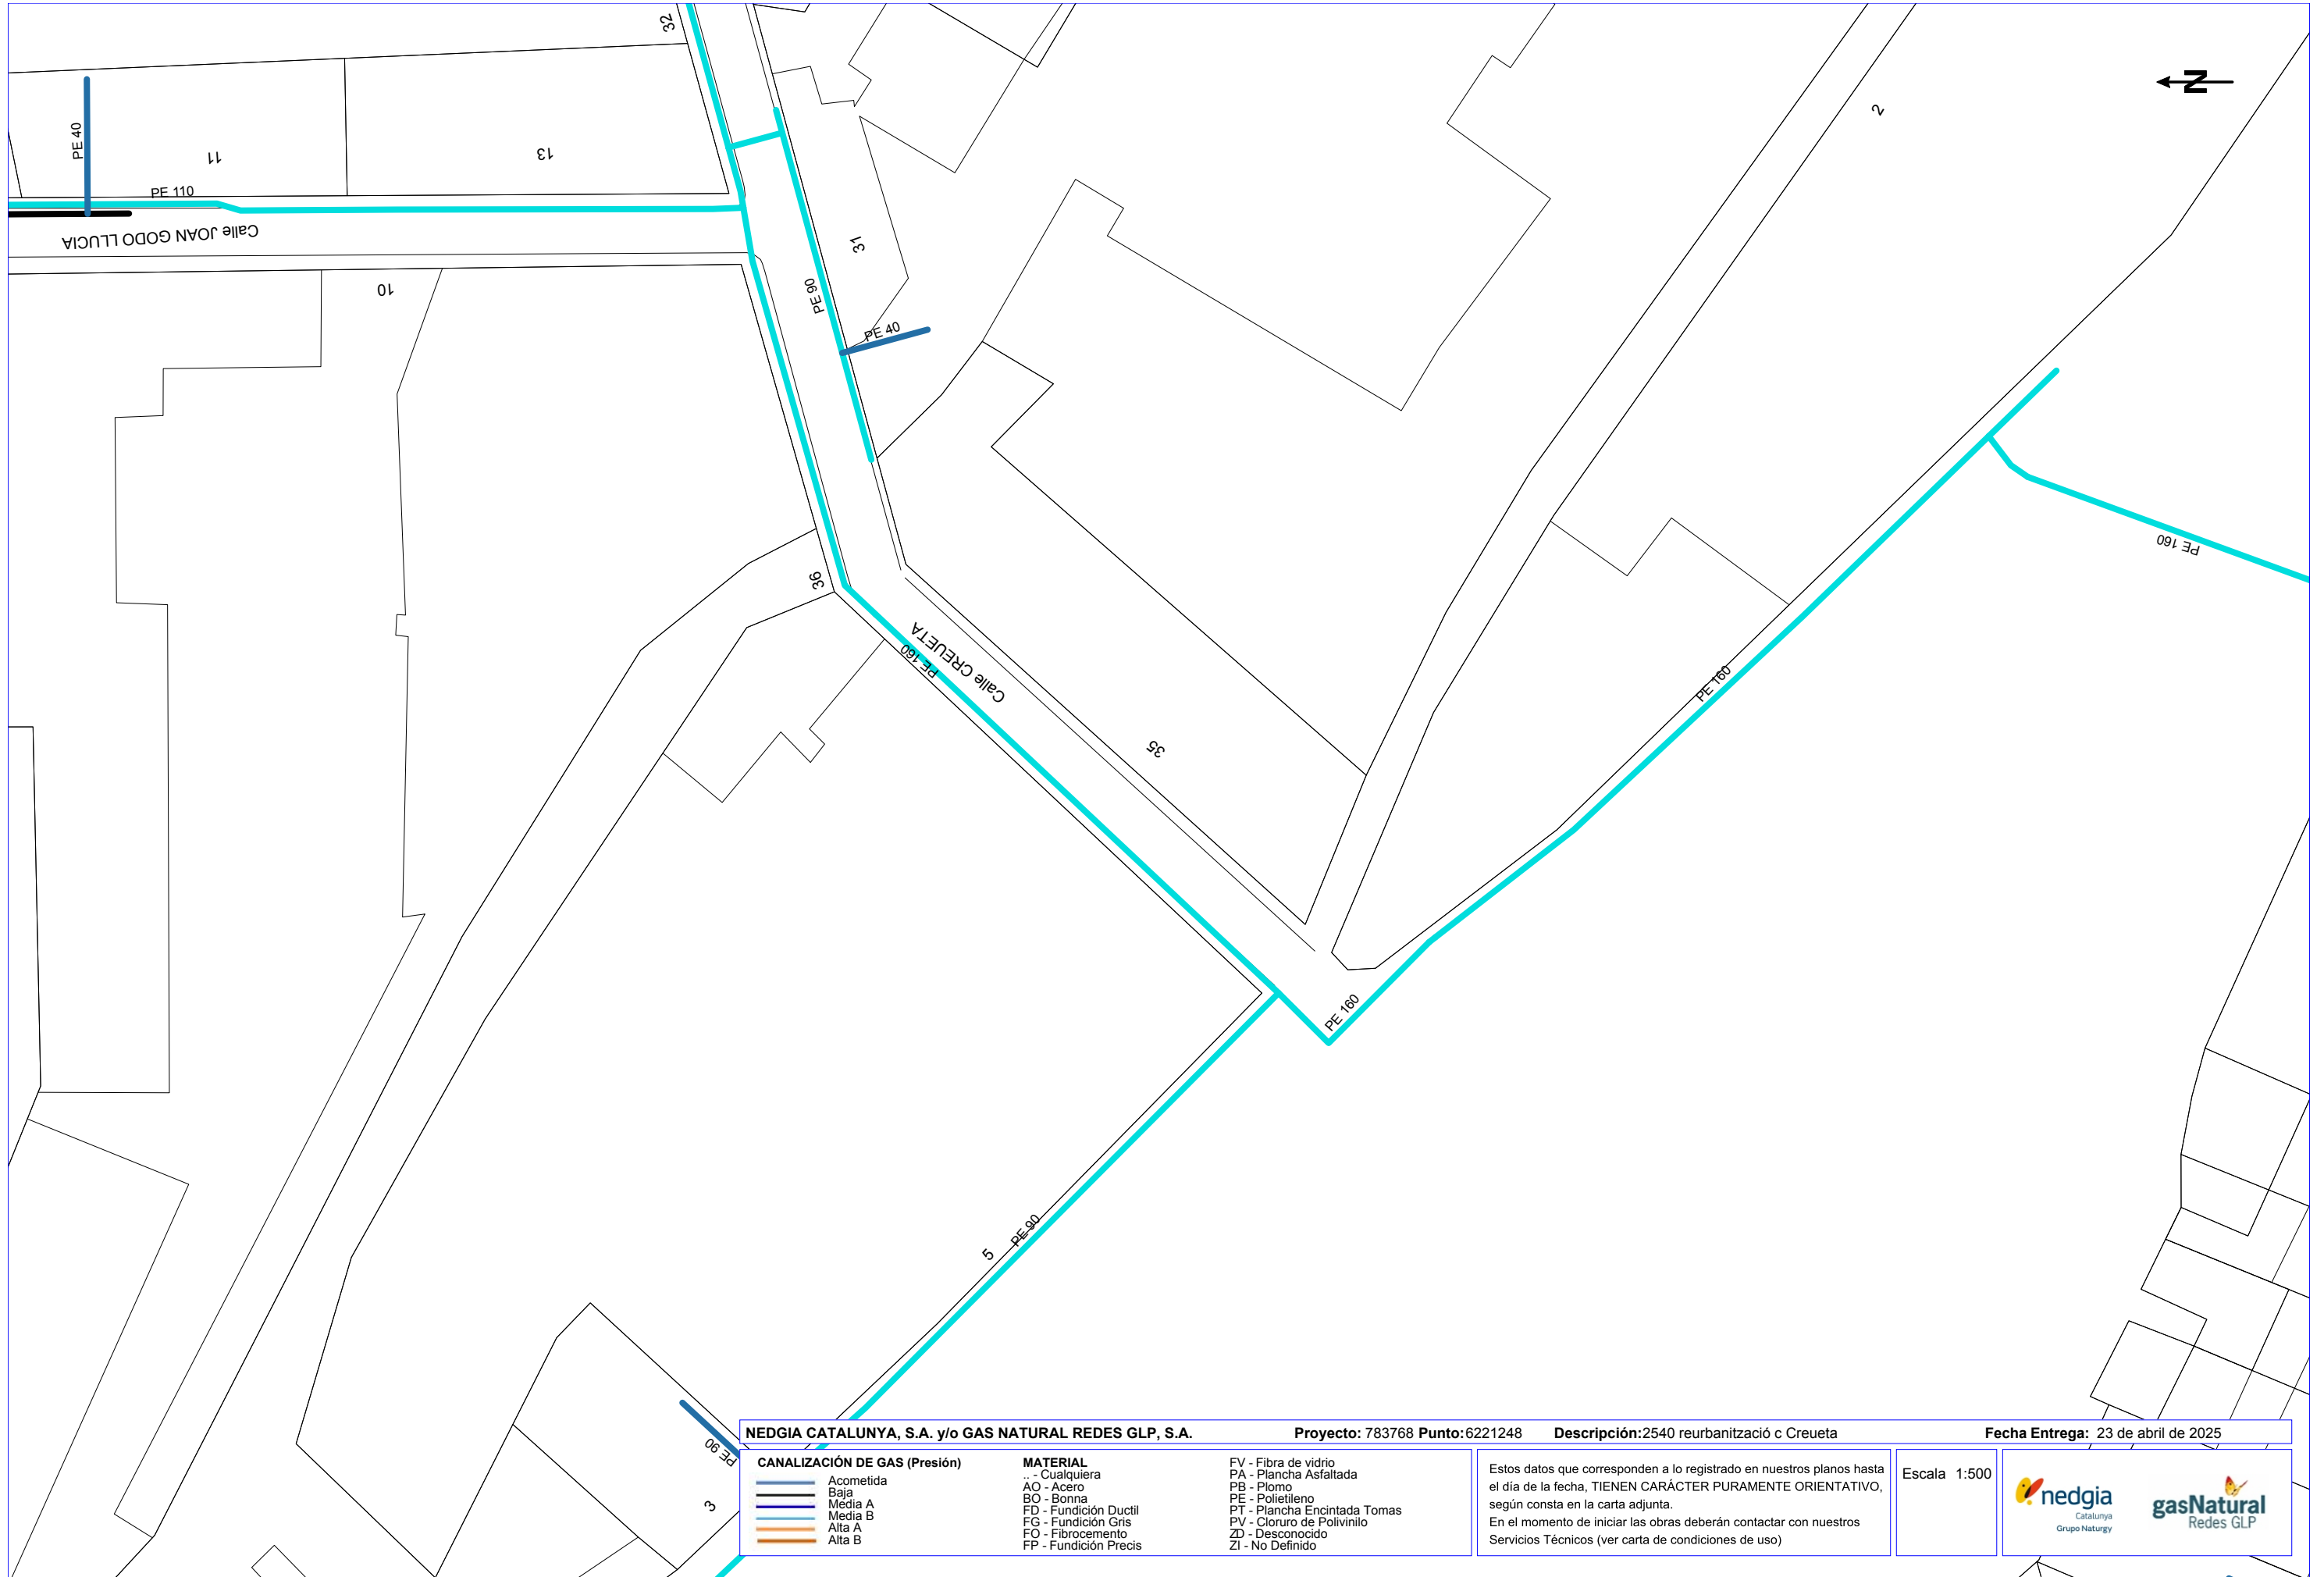 32
N
2
PE 40
11
13
PE 110
Calle JOAN GODO LLUCIA
31
10
PE 90
PE 40
PE 160
36
Calle CREUETA
PE 160
PE 160
35
PE 160
5
PE 90
PE 90
3
NEDGIA CATALUNYA, S.A. y/o GAS NATURAL REDES GLP, S.A. Proyecto: 783768 Punto:6221248 Descripción:2540 reurbanització c Creueta Fecha Entrega: 23 de abril de 2025
CANALIZACIÓN DE GAS (Presión)
Acometida
Baja
Media A
Media B
Alta A
Alta B
MATERIAL
.. - Cualquiera
AO - Acero
BO - Bonna
FD - Fundición Ductil
FG - Fundición Gris
FO - Fibrocemento
FP - Fundición Precis
FV - Fibra de vidrio
PA - Plancha Asfaltada
PB - Plomo
PE - Polietileno
PT - Plancha Encintada Tomas
PV - Cloruro de Polivinilo
ZD - Desconocido
ZI - No Definido
Estos datos que corresponden a lo registrado en nuestros planos hasta
el día de la fecha, TIENEN CARÁCTER PURAMENTE ORIENTATIVO,
según consta en la carta adjunta.
En el momento de iniciar las obras deberán contactar con nuestros
Servicios Técnicos (ver carta de condiciones de uso)
Escala 1:500
nedgia
Catalunya
Grupo Naturgy
gasNatural
Redes GLP